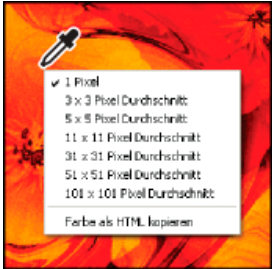 1 Pixel
3 x 3 Pixel Durchschnitt
5 x 5 Pixel Durchschnitt
11 x 11 Pixel Durchschnitt
31 x 31 Pixel Durchschnitt
51 x 51 Pixel Durchschnitt
101 x 101 Pixel Durchschnitt
Farbe als HTML kopieren